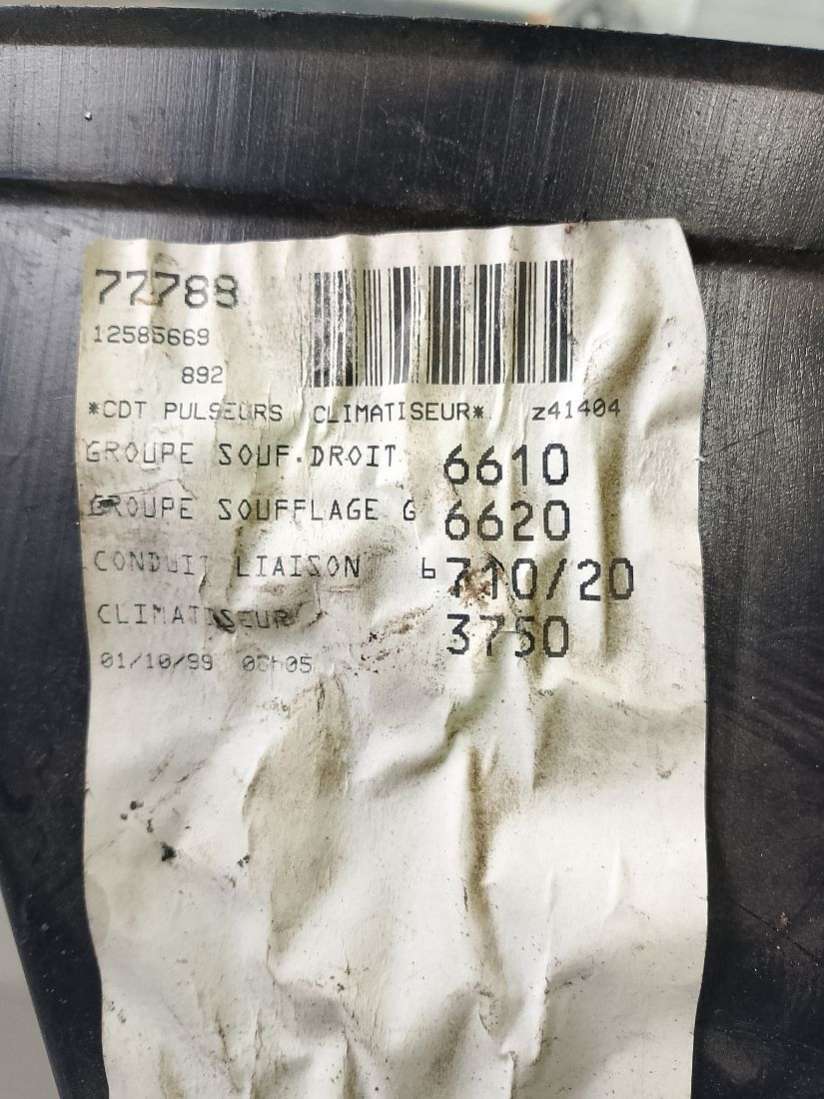 77788
12585669
892
*CDT PULSEURS CLIMATISEUR* z41404
GROUPE SOUF.DROIT 6610
GROUPE SOUFFLAGE G 6620
CONDUIT LIAISON 6710/20
CLIMATISEUR 3750
01/10/99 08h05